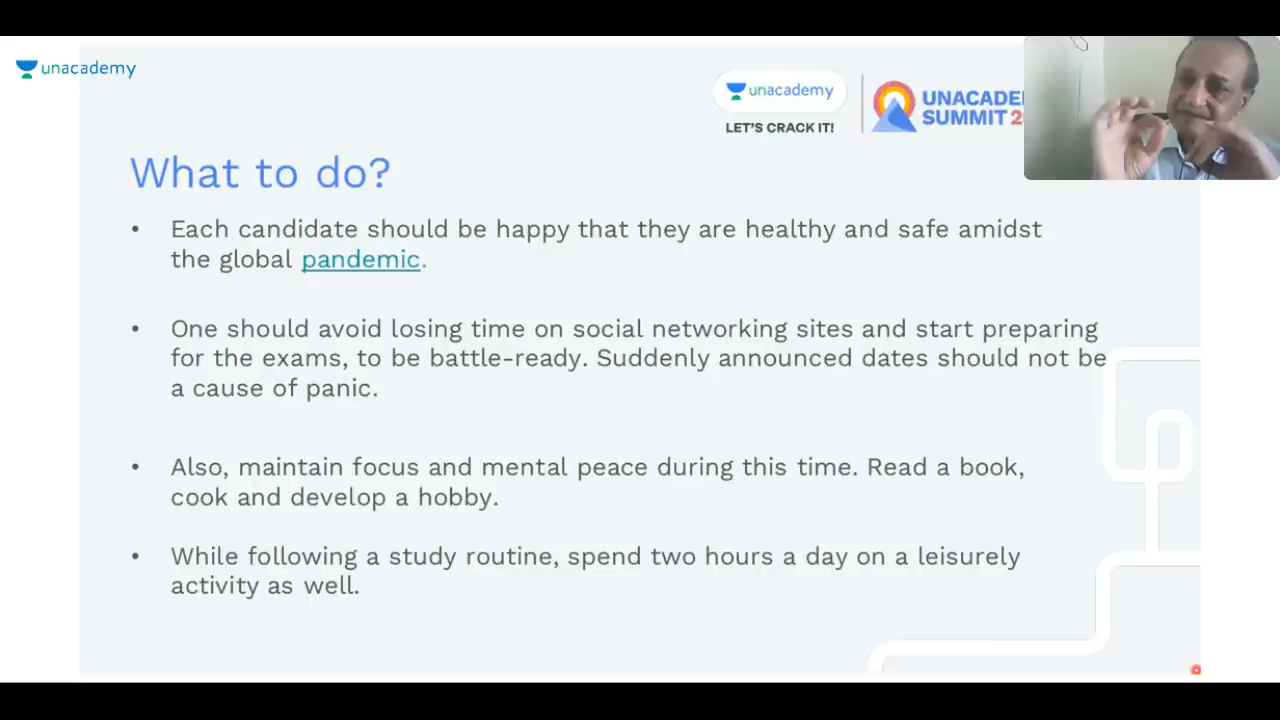 unacademy
unacademy
LET'S CRACK IT!
UNACADE
SUMMIT 2
What to do?
• Each candidate should be happy that they are healthy and safe amidst
the global pandemic.
• One should avoid losing time on social networking sites and start preparing
for the exams, to be battle-ready. Suddenly announced dates should not be
a cause of panic.
• Also, maintain focus and mental peace during this time. Read a book,
cook and develop a hobby.
• While following a study routine, spend two hours a day on a leisurely
activity as well.